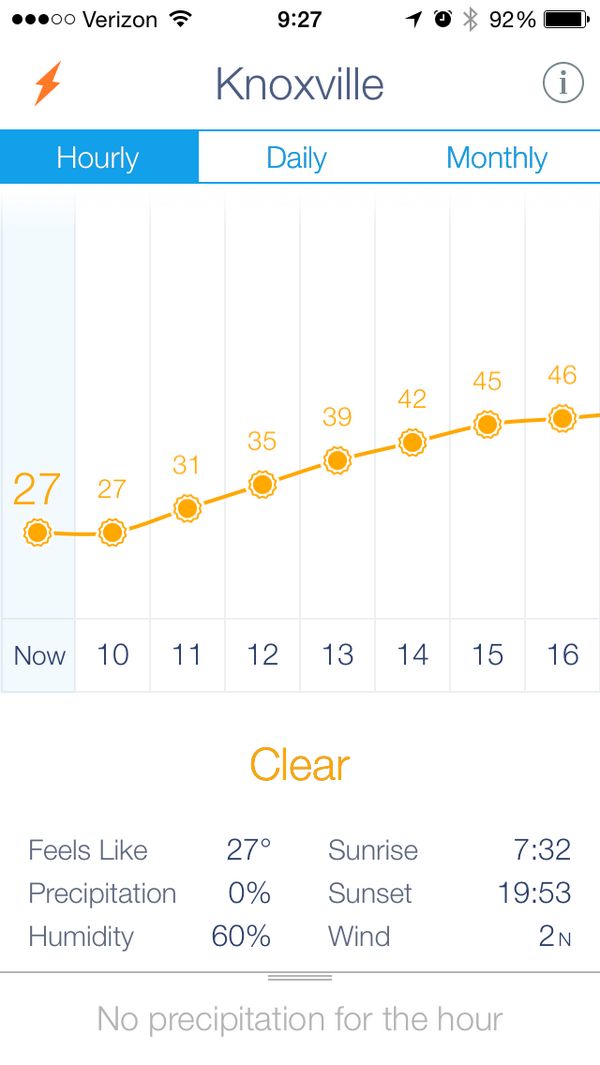 Verizon 9:27 92%
Knoxville i
Hourly Daily Monthly
27 27 31 35 39 42 45 46
Now 10 11 12 13 14 15 16
Clear
Feels Like 27° Sunrise 7:32
Precipitation 0% Sunset 19:53
Humidity 60% Wind 2 N
No precipitation for the hour